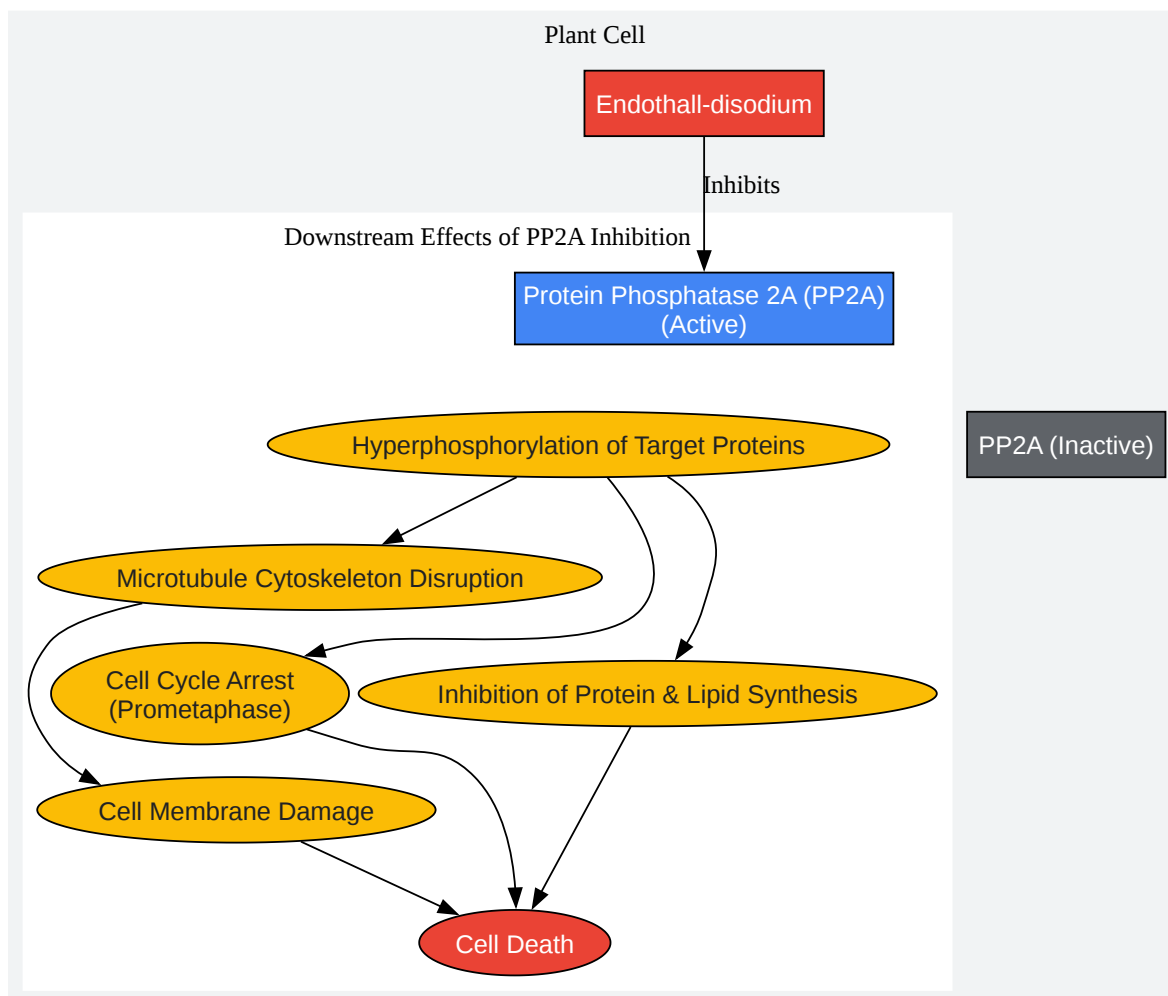 Plant Cell
Endothall-disodium
Inhibits
Downstream Effects of PP2A Inhibition
Protein Phosphatase 2A (PP2A)
(Active)
Hyperphosphorylation of Target Proteins
PP2A (Inactive)
Microtubule Cytoskeleton Disruption
Cell Cycle Arrest
(Prometaphase)
Inhibition of Protein & Lipid Synthesis
Cell Membrane Damage
Cell Death